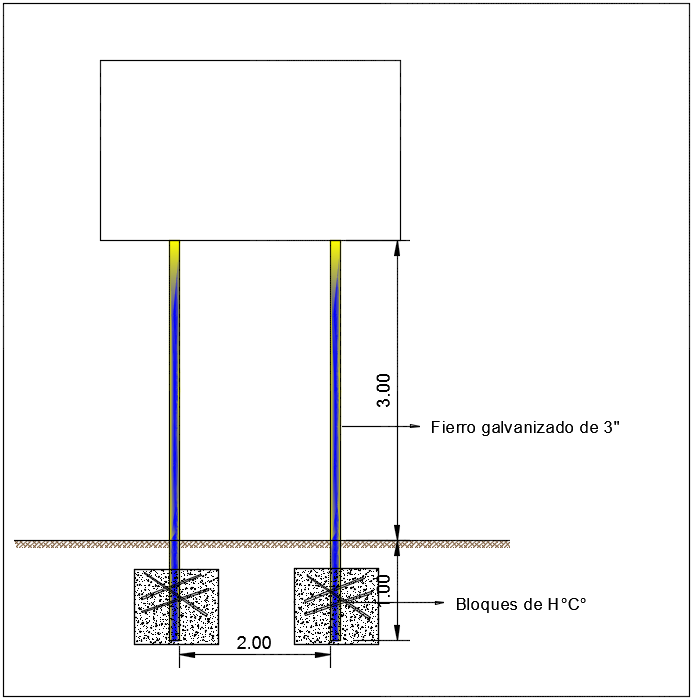 3.00
Fierro galvanizado de 3"
1.00
Bloques de H°C°
2.00